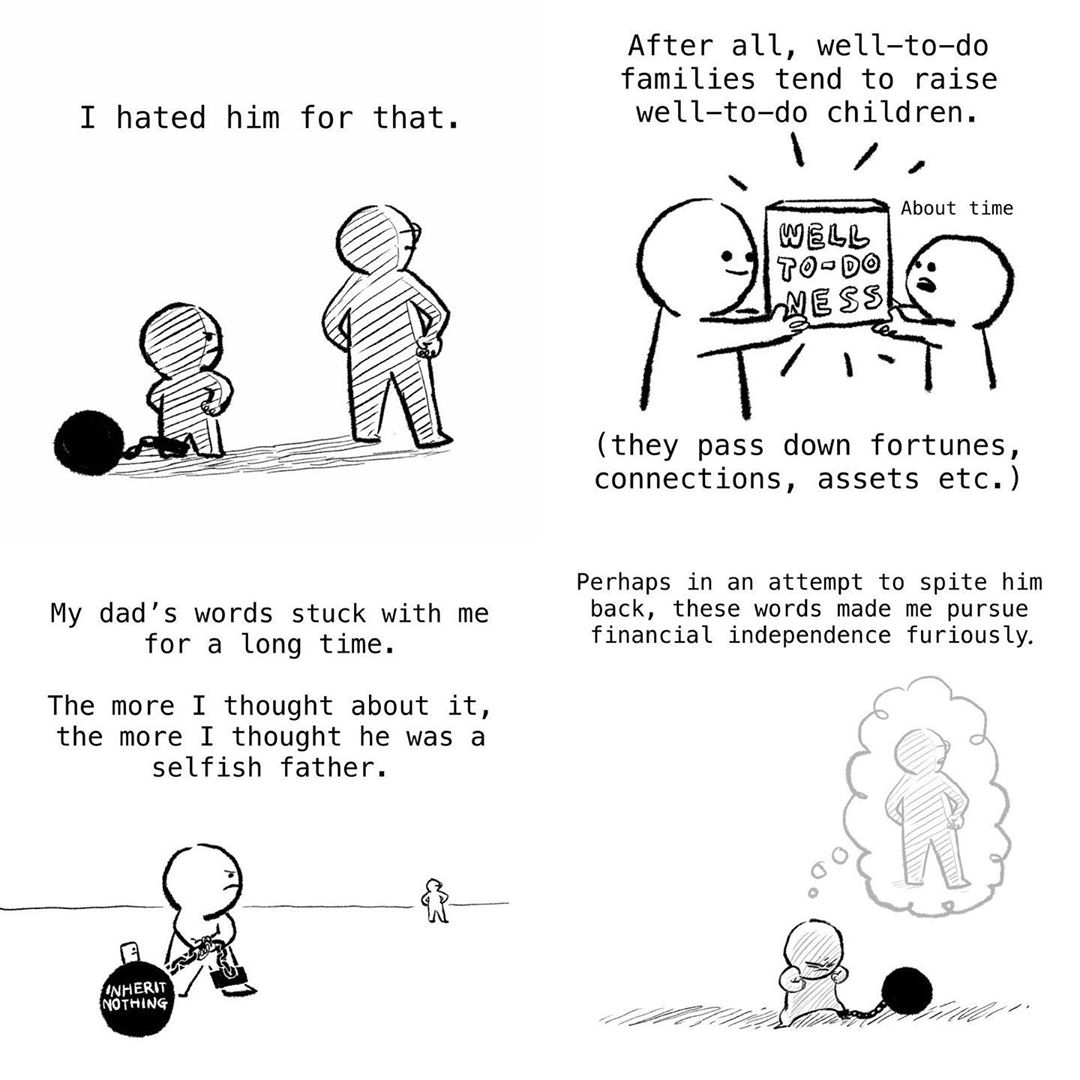 I hated him for that.
After all, well-to-do
families tend to raise
well-to-do children.
About time
WELL
TO-DO
NESS
(they pass down fortunes,
connections, assets etc.)
My dad's words stuck with me
for a long time.
The more I thought about it,
the more I thought he was a
selfish father.
INHERIT
NOTHING
Perhaps in an attempt to spite him
back, these words made me pursue
financial independence furiously.